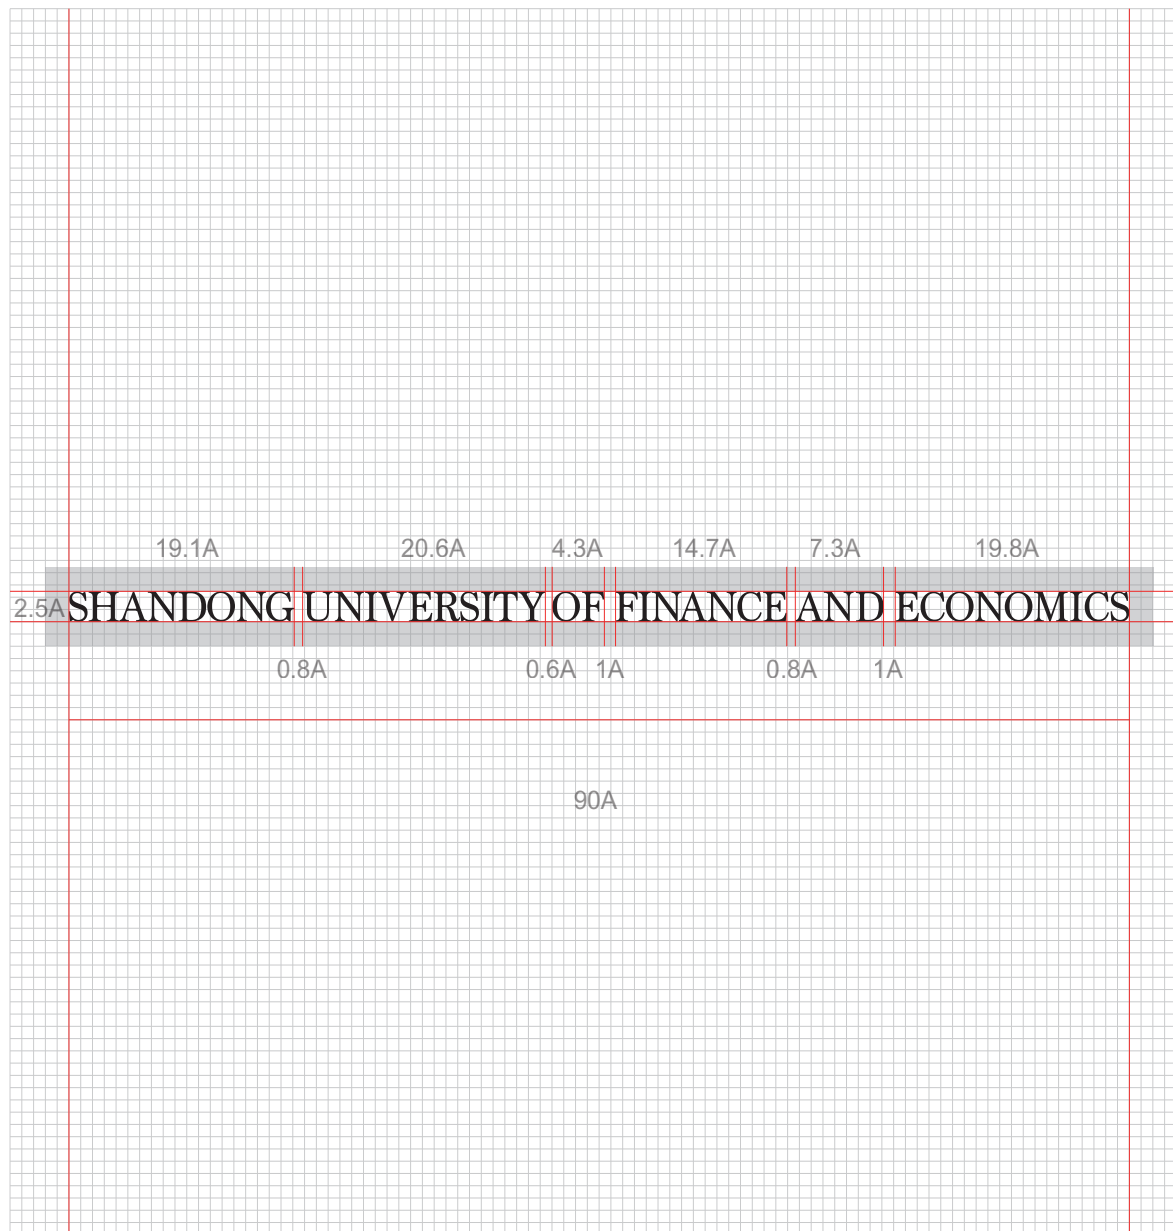 19.1A 20.6A 4.3A 14.7A 7.3A 19.8A
2.5A SHANDONG UNIVERSITY OF FINANCE AND ECONOMICS
0.8A 0.6A 1A 0.8A 1A
90A